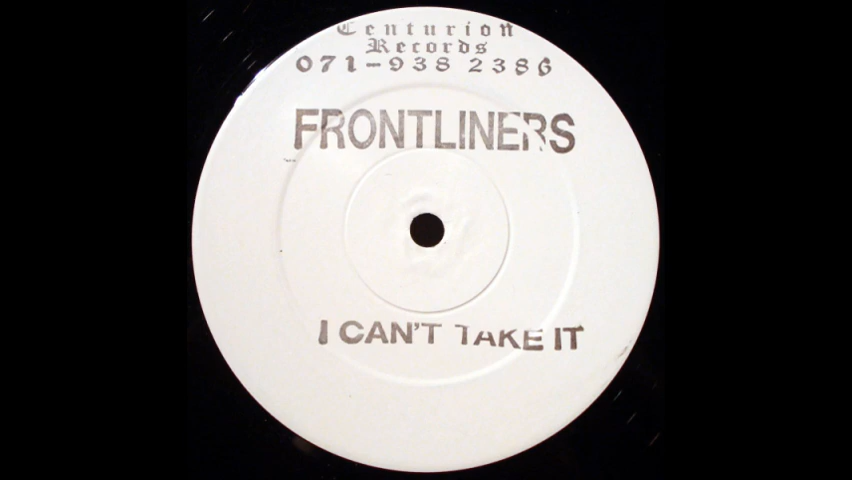 Centurion
Records
071-938 2386
FRONTLINERS
I CAN'T TAKE IT